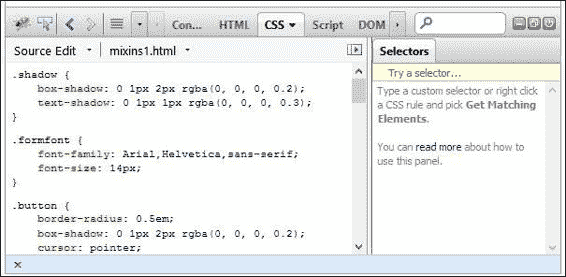 Con... HTML CSS Script DOM
Source Edit mixins1.html
.shadow {
    box-shadow: 0 1px 2px rgba(0, 0, 0, 0.2);
    text-shadow: 0 1px 1px rgba(0, 0, 0, 0.3);
}
.formfont {
    font-family: Arial,Helvetica,sans-serif;
    font-size: 14px;
}
.button {
    border-radius: 0.5em;
    box-shadow: 0 1px 2px rgba(0, 0, 0, 0.2);
    cursor: pointer;
Selectors
Try a selector...
Type a custom selector or right click
a CSS rule and pick Get Matching
Elements.
You can read more about how to
use this panel.